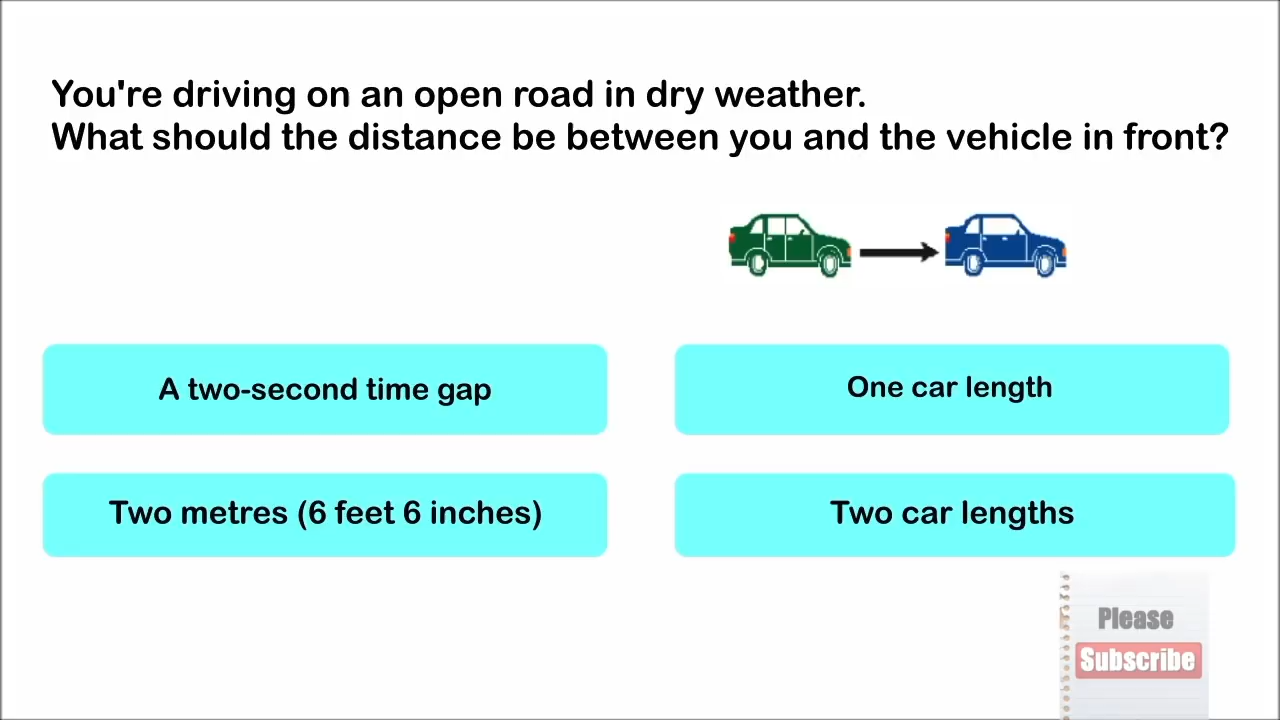 You're driving on an open road in dry weather.
What should the distance be between you and the vehicle in front?
A two-second time gap
One car length
Two metres (6 feet 6 inches)
Two car lengths
Please
Subscribe